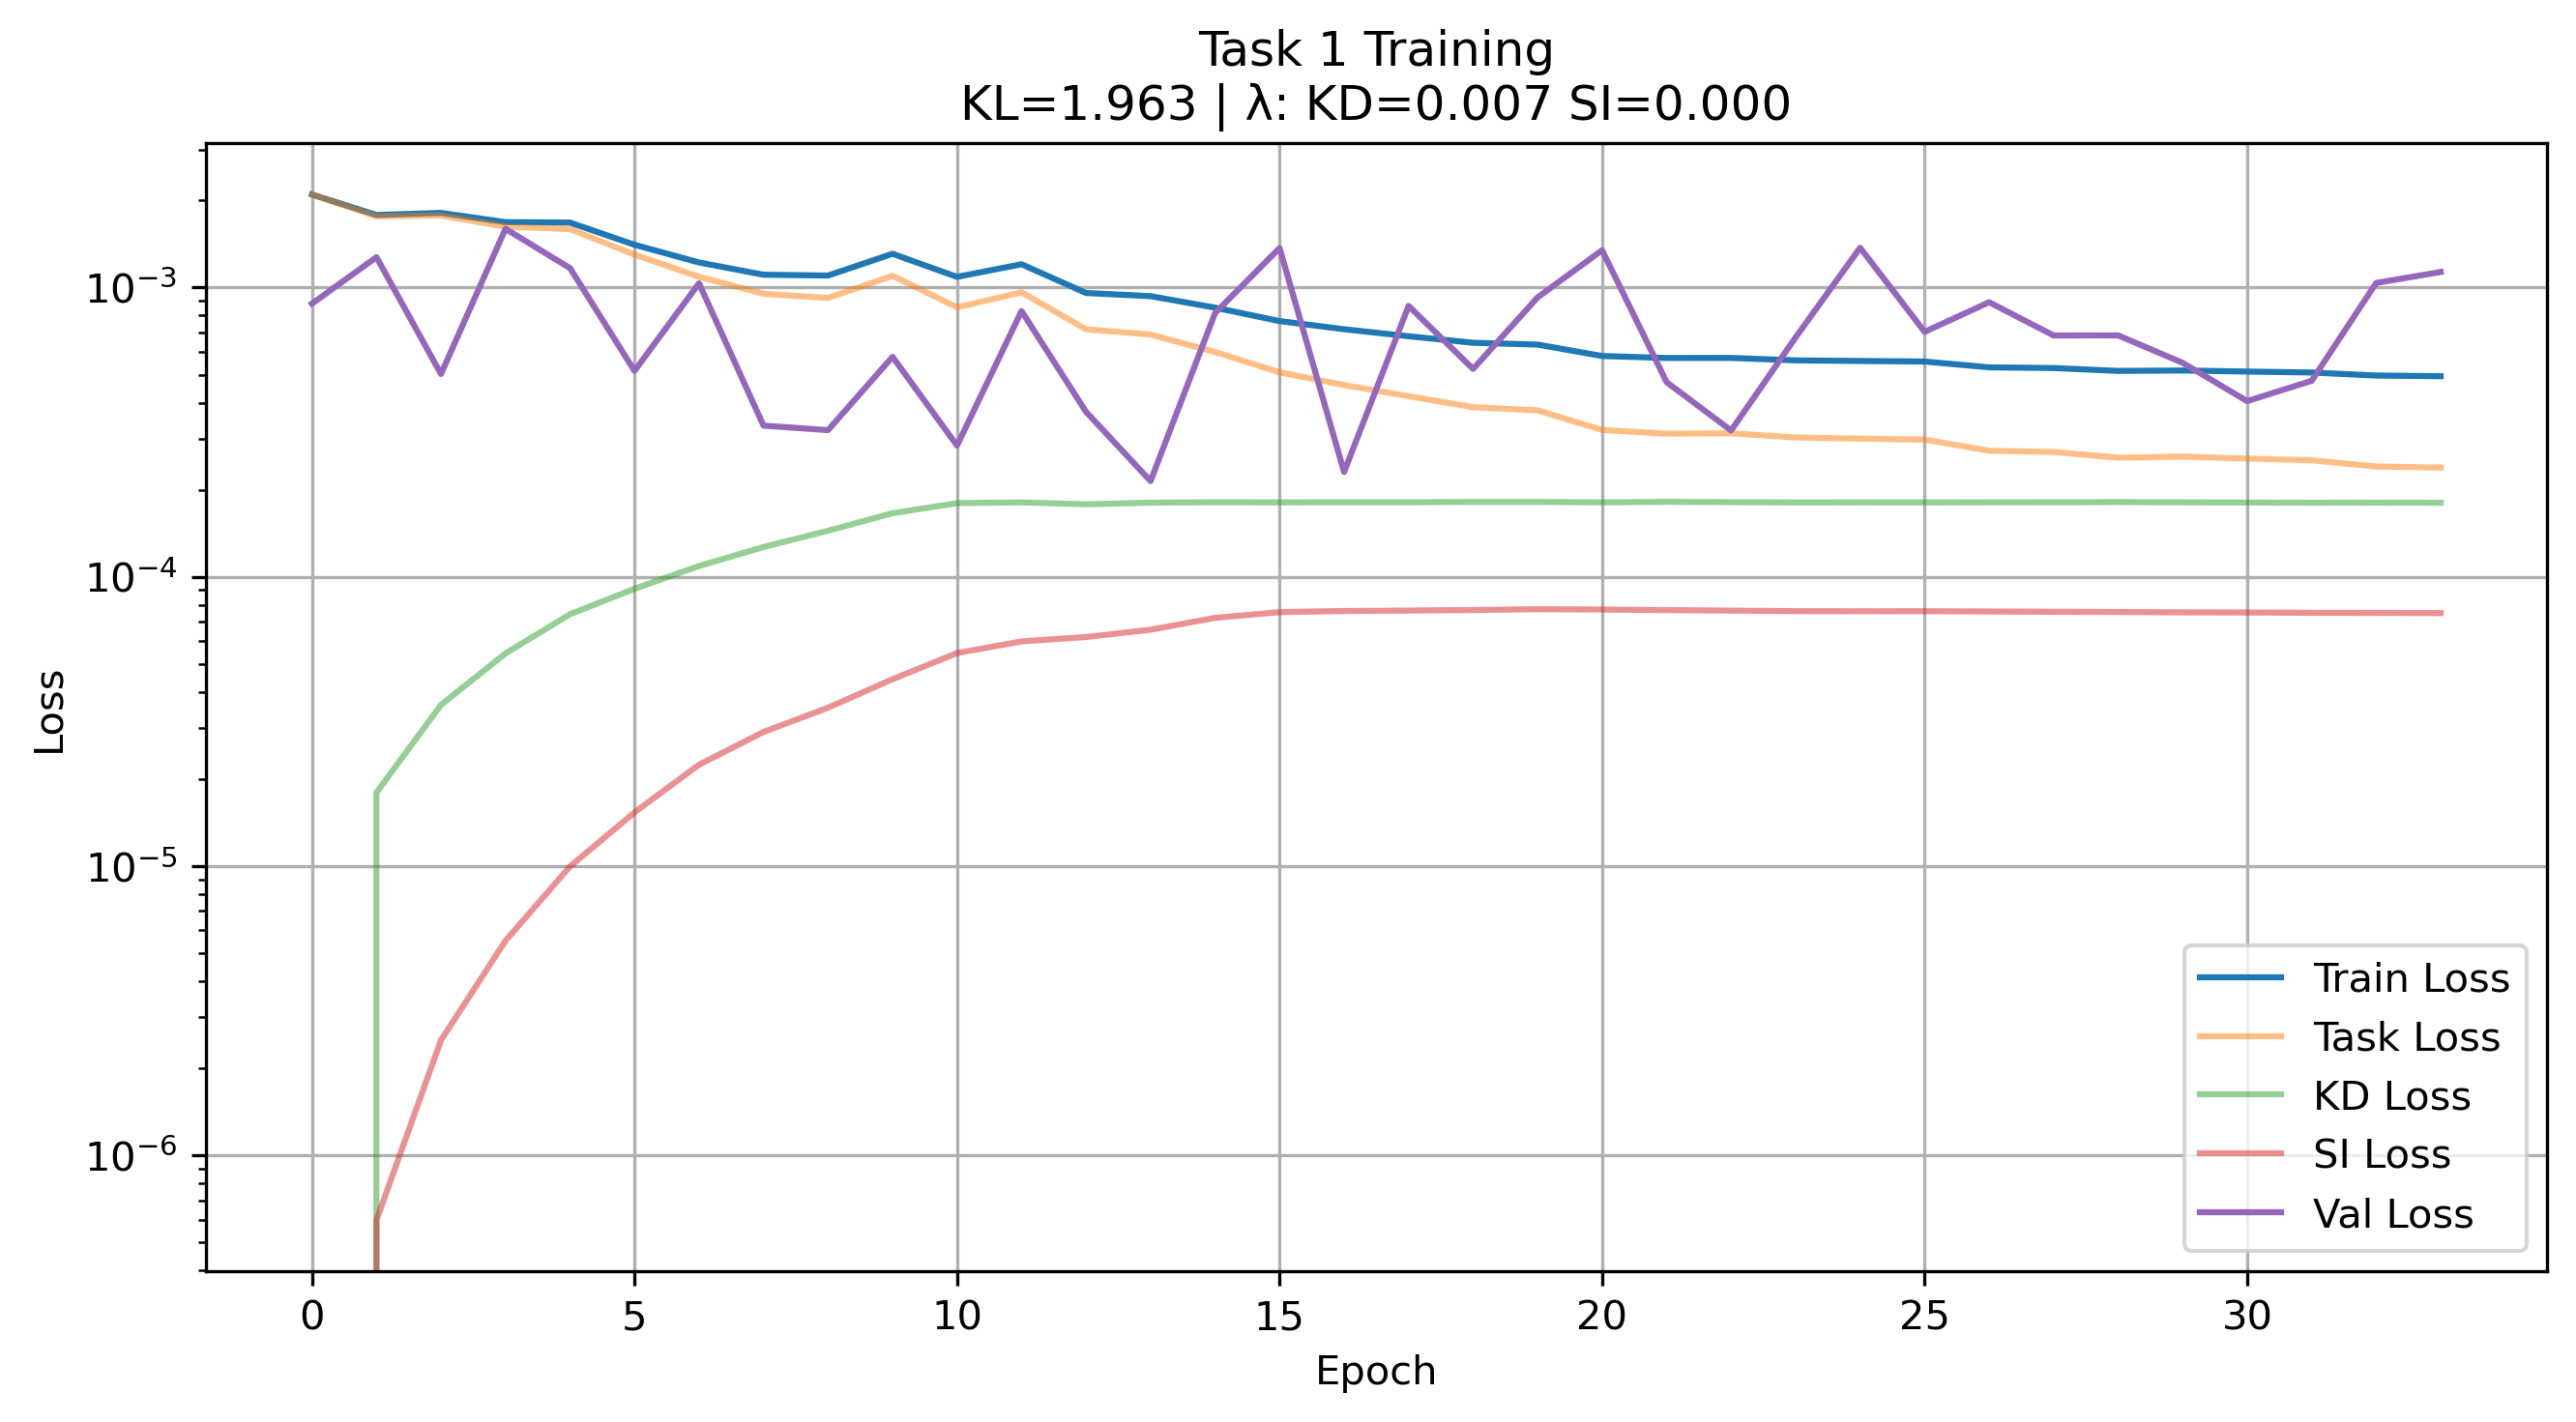 Task 1 Training
KL=1.963 | λ: KD=0.007 SI=0.000
Loss
10⁻³
10⁻⁴
10⁻⁵
10⁻⁶
Train Loss
Task Loss
KD Loss
SI Loss
Val Loss
0 5 10 15 20 25 30
Epoch